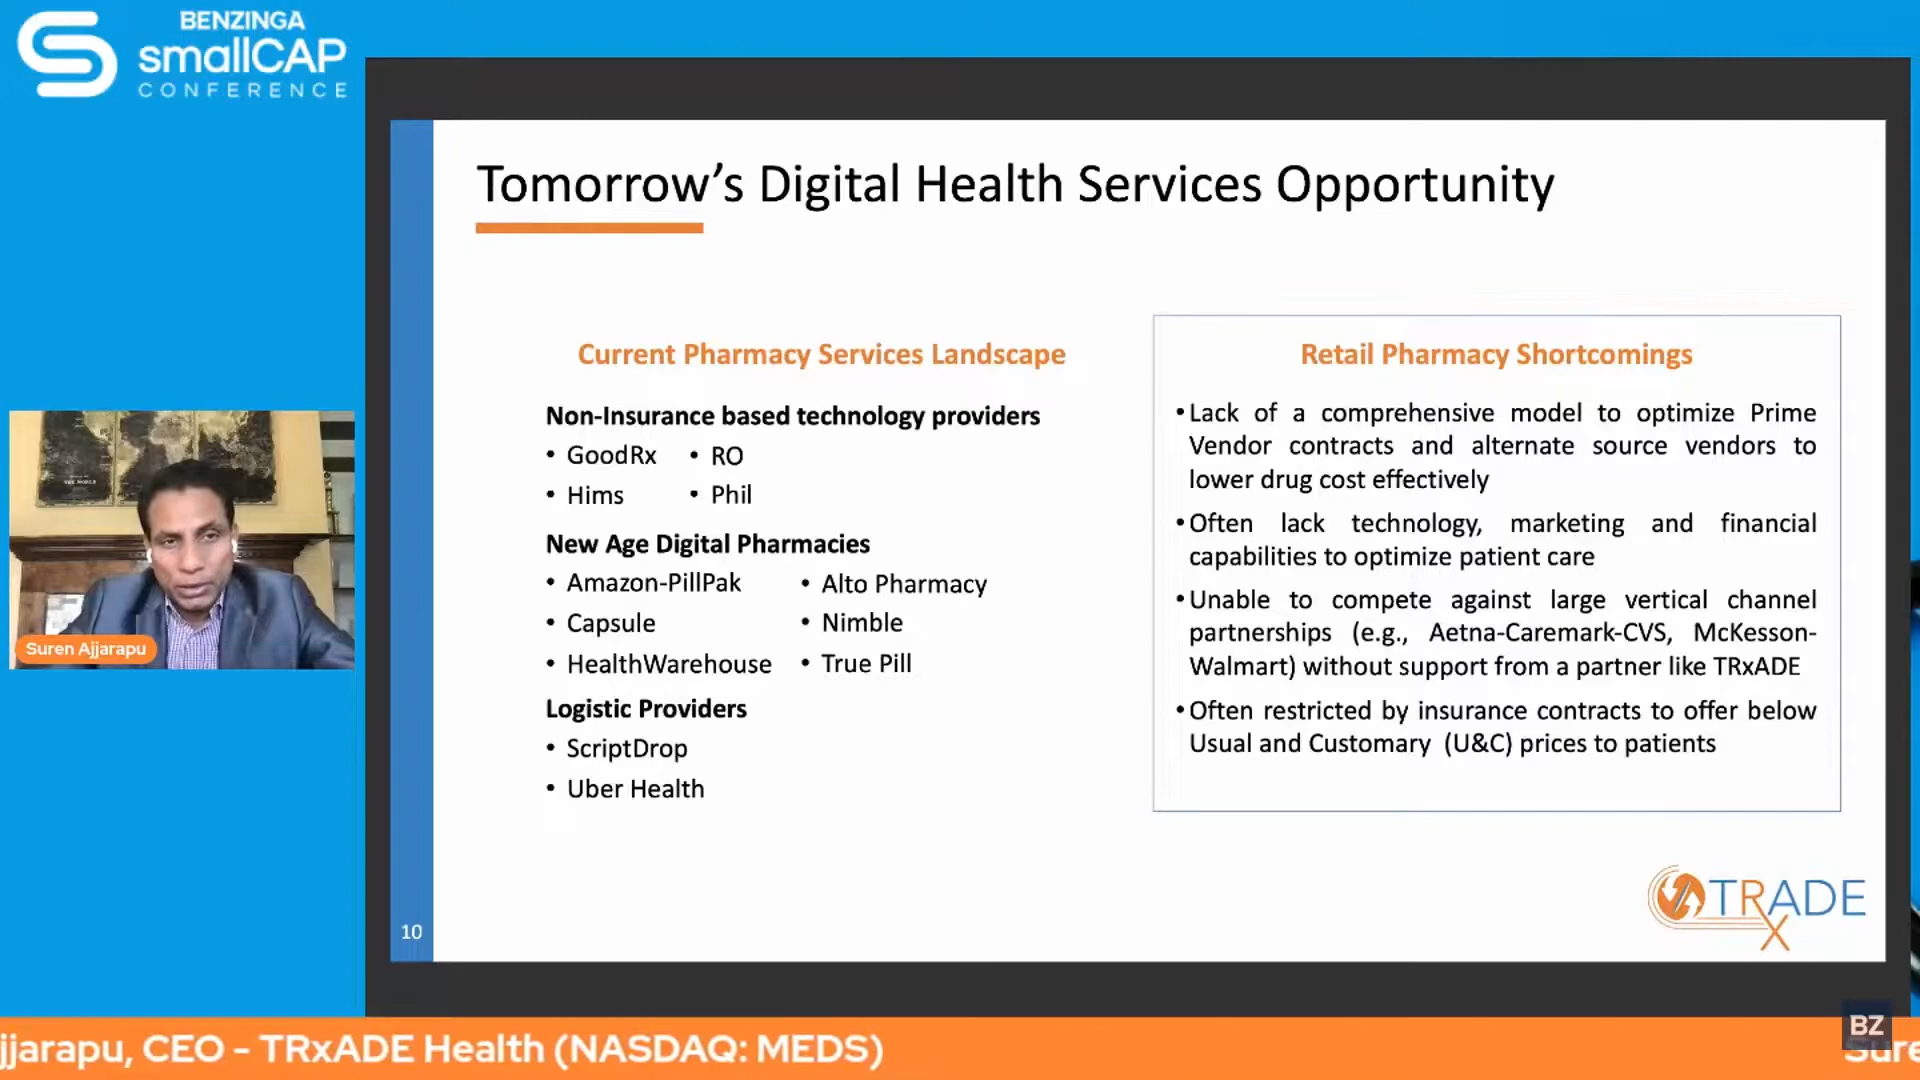 BENZINGA
smallCAP
CONFERENCE
Tomorrow's Digital Health Services Opportunity
Current Pharmacy Services Landscape
Non-Insurance based technology providers
• GoodRx • RO
• Hims • Phil
New Age Digital Pharmacies
• Amazon-PillPak • Alto Pharmacy
• Capsule • Nimble
• HealthWarehouse • True Pill
Logistic Providers
• ScriptDrop
• Uber Health
Retail Pharmacy Shortcomings
• Lack of a comprehensive model to optimize Prime
Vendor contracts and alternate source vendors to
lower drug cost effectively
• Often lack technology, marketing and financial
capabilities to optimize patient care
• Unable to compete against large vertical channel
partnerships (e.g., Aetna-Caremark-CVS, McKesson-
Walmart) without support from a partner like TRxADE
• Often restricted by insurance contracts to offer below
Usual and Customary (U&C) prices to patients
TRxADE
10
Suren Ajjarapu
jjarapu, CEO - TRxADE Health (NASDAQ: MEDS)
BZ
Sure